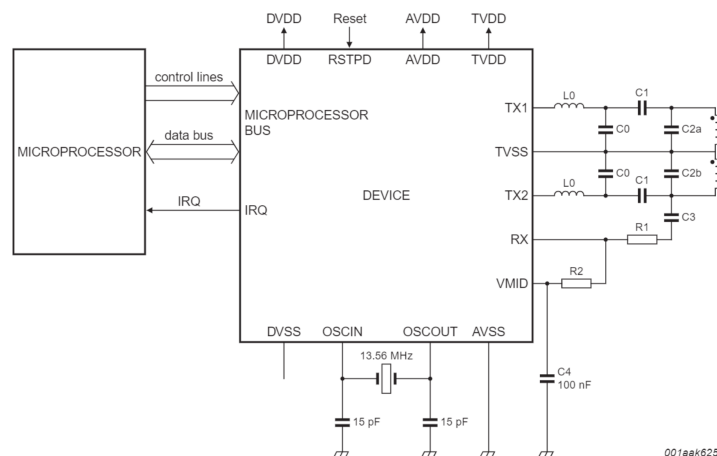 DVDD Reset AVDD TVDD
DVDD RSTPD AVDD TVDD
control lines
MICROPROCESSOR
BUS
data bus
MICROPROCESSOR
IRQ
IRQ
DEVICE
TX1
L0
C1
C0
C2a
TVSS
C0
C2b
TX2
L0
C1
C3
RX
R1
VMID
R2
DVSS OSCIN OSCOUT AVSS
13.56 MHz
C4
100 nF
15 pF
15 pF
001aak625